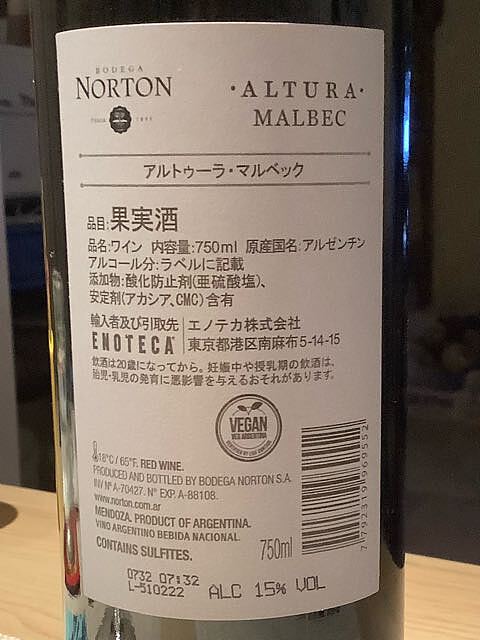 BODEGA
NORTON
·ALTURA·
MALBEC
アルトゥーラ・マルベック
品目:果実酒
品名:ワイン 内容量:750ml 原産国名:アルゼンチン
アルコール分:ラベルに記載
添加物:酸化防止剤(亜硫酸塩)、
安定剤(アカシア、CMC)含有
輸入者及び引取先 エノテカ株式会社
ENOTECA 東京都港区南麻布5-14-15
飲酒は20歳になってから。妊娠中や授乳期の飲酒は、
胎児・乳児の発育に悪影響を与えるおそれがあります。
VEGAN
VEG ARGENTINA
18°C / 65°F. RED WINE.
PRODUCED AND BOTTLED BY BODEGA NORTON S.A.
INV Nº A-70427. Nº EXP. A-88108.
www.norton.com.ar
MENDOZA. PRODUCT OF ARGENTINA.
VINO ARGENTINO BEBIDA NACIONAL.
CONTAINS SULFITES.
750ml
0732 07:32
L-510222
ALC 15% VOL